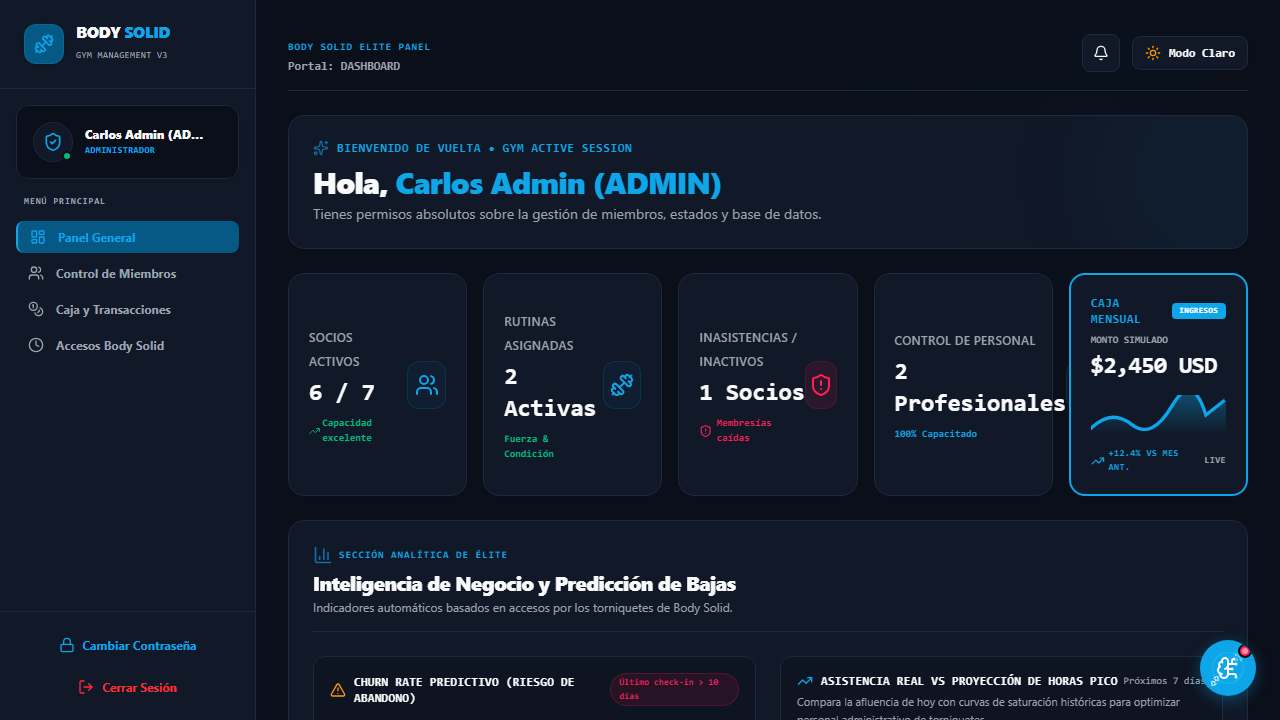 BODY SOLID
GYM MANAGEMENT V3
Carlos Admin (AD...
ADMINISTRADOR
MENÚ PRINCIPAL
Panel General
Control de Miembros
Caja y Transacciones
Accesos Body Solid
Cambiar Contraseña
Cerrar Sesión
BODY SOLID ELITE PANEL
Portal: DASHBOARD
Modo Claro
BIENVENIDO DE VUELTA • GYM ACTIVE SESSION
Hola, Carlos Admin (ADMIN)
Tienes permisos absolutos sobre la gestión de miembros, estados y base de datos.
SOCIOS
ACTIVOS
6 / 7
Capacidad
excelente
RUTINAS
ASIGNADAS
2
Activas
Fuerza &
Condición
INASISTENCIAS /
INACTIVOS
1 Socios
Membresías
caídas
CONTROL DE PERSONAL
2
Profesionales
100% Capacitado
CAJA
MENSUAL
INGRESOS
MONTO SIMULADO
$2,450 USD
+12.4% VS MES
ANT.
LIVE
SECCIÓN ANALÍTICA DE ÉLITE
Inteligencia de Negocio y Predicción de Bajas
Indicadores automáticos basados en accesos por los torniquetes de Body Solid.
CHURN RATE PREDICTIVO (RIESGO DE
ABANDONO)
Último check-in > 10
días
ASISTENCIA REAL VS PROYECCIÓN DE HORAS PICO Próximos 7 días
Compara la afluencia de hoy con curvas de saturación históricas para optimizar
personal administrativo de torniquetes.